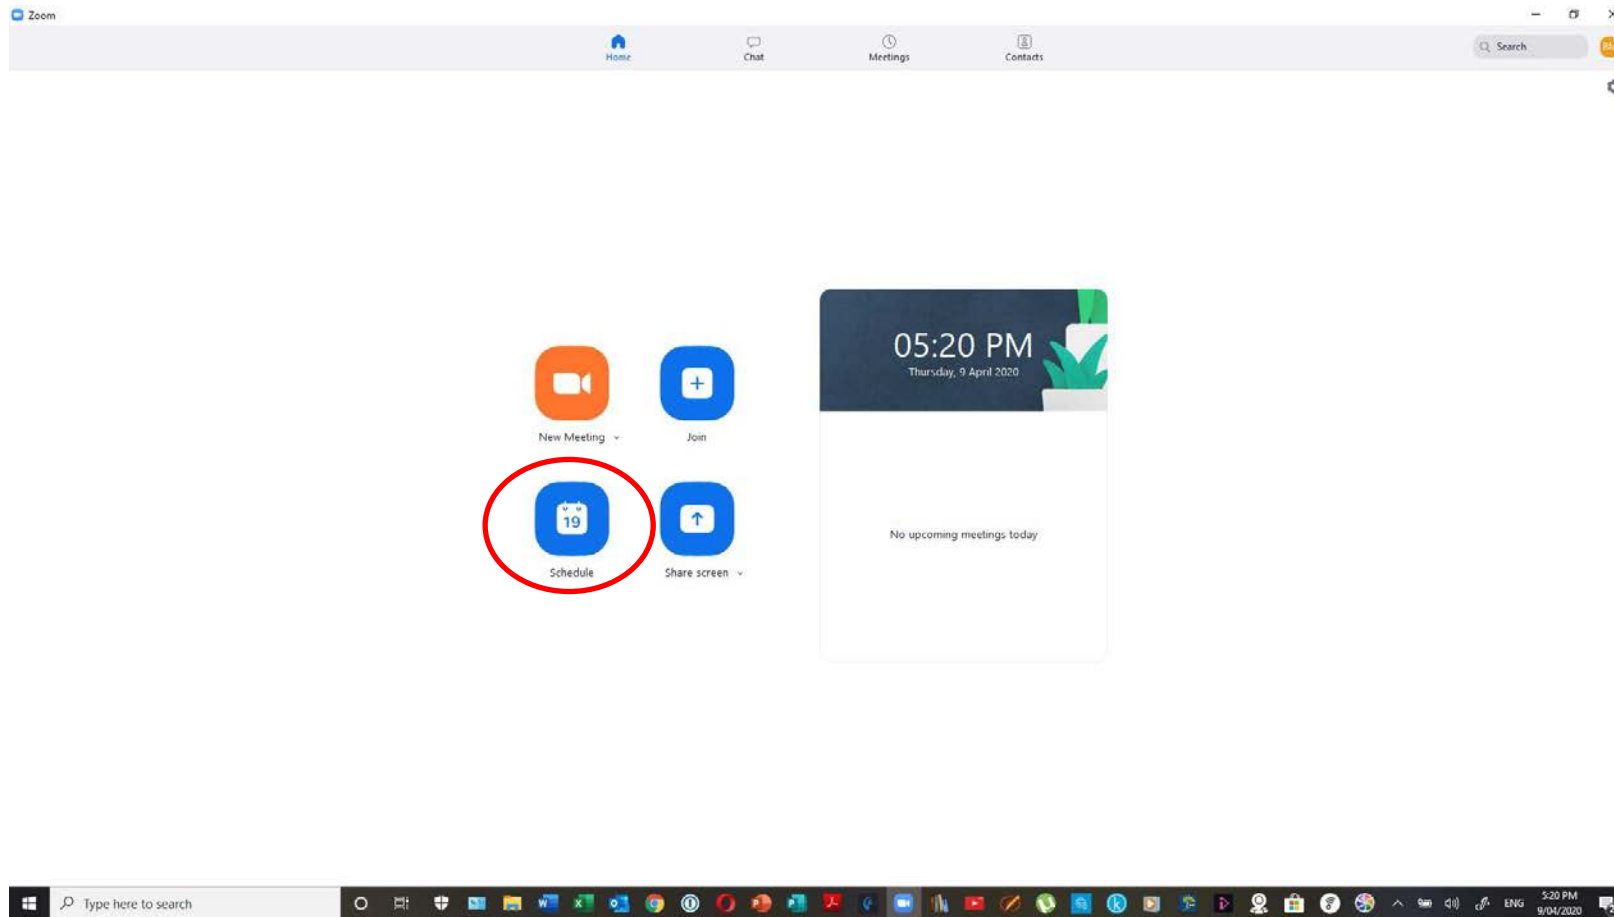 Zoom
Home
Chat
Meetings
Contacts
Search
05:20 PM
Thursday, 9 April 2020
New Meeting
Join
19
Schedule
Share screen
No upcoming meetings today
Type here to search
ENG
5:20 PM
9/04/2020